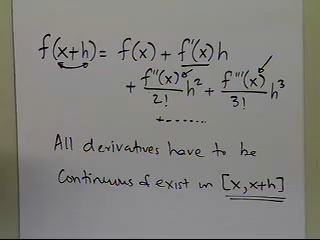 f(x+h) = f(x) + f'(x)h
+ f''(x)/2! h² + f'''(x)/3! h³
+ .......
All derivatives have to be
continuous & exist in [x, x+h]